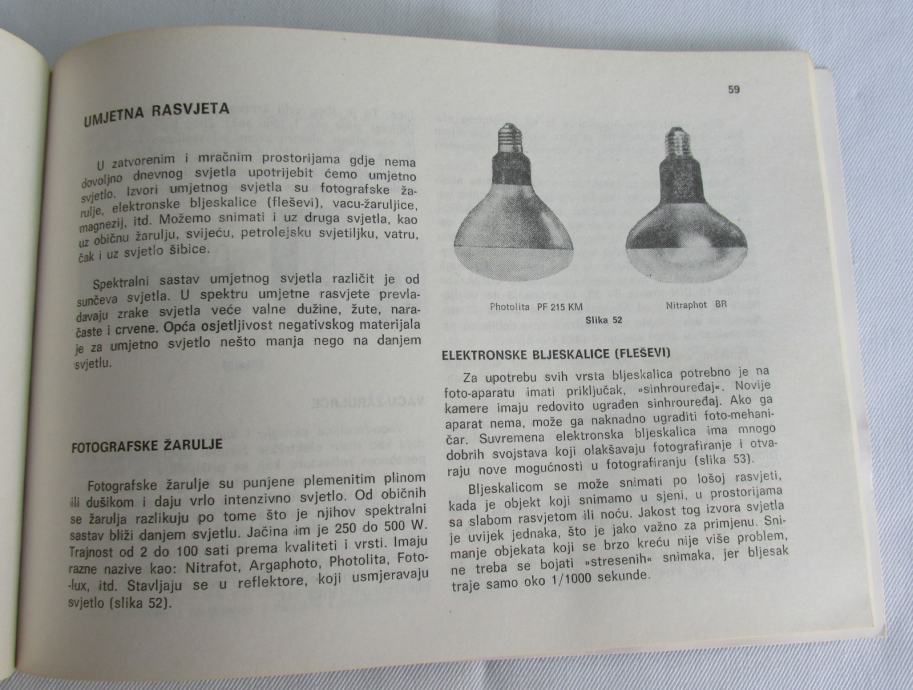 UMJETNA RASVJETA
U zatvorenim i mračnim prostorijama gdje nema
dovoljno dnevnog svjetla upotrijebit ćemo umjetno
svjetlo. Izvori umjetnog svjetla su fotografske ža-
rulje, elektronske bljeskalice (fleševi), vacu-žaruljice,
magnezij, itd. Možemo snimati i uz druga svjetla, kao
uz običnu žarulju, svijeću, petrolejsku svjetiljku, vatru,
čak i uz svjetlo šibice.
Spektralni sastav umjetnog svjetla različit je od
sunčeva svjetla. U spektru umjetne rasvjete prevla-
davaju zrake svjetla veće valne dužine, žute, nara-
časte i crvene. Opća osjetljivost negativskog materijala
je za umjetno svjetlo nešto manja nego na danjem
svjetlu.
FOTOGRAFSKE ŽARULJE
Fotografske žarulje su punjene plemenitim plinom
ili dušikom i daju vrlo intenzivno svjetlo. Od običnih
se žarulja razlikuju po tome što je njihov spektralni
sastav bliži danjem svjetlu. Jačina im je 250 do 500 W.
Trajnost od 2 do 100 sati prema kvaliteti i vrsti. Imaju
razne nazive kao: Nitrafot, Argaphoto, Photolita, Foto-
-lux, itd. Stavljaju se u reflektore, koji usmjeravaju
svjetlo (slika 52).
59
Photolita PF 215 KM
Nitraphot BR
Slika 52
ELEKTRONSKE BLJESKALICE (FLEŠEVI)
Za upotrebu svih vrsta bljeskalica potrebno je na
foto-aparatu imati priključak, »sinhrouređaj«. Novije
kamere imaju redovito ugrađen sinhrouređaj. Ako ga
aparat nema, može ga naknadno ugraditi foto-mehani-
čar. Suvremena elektronska bljeskalica ima mnogo
dobrih svojstava koji olakšavaju fotografiranje i otva-
raju nove mogućnosti u fotografiranju (slika 53).
Bljeskalicom se može snimati po lošoj rasvjeti,
kada je objekt koji snimamo u sjeni, u prostorijama
sa slabom rasvjetom ili noću. Jakost tog izvora svjetla
je uvijek jednaka, što je jako važno za primjenu. Sni-
manje objekata koji se brzo kreću nije više problem,
ne treba se bojati »stresenih« snimaka, jer bljesak
traje samo oko 1/1000 sekunde.